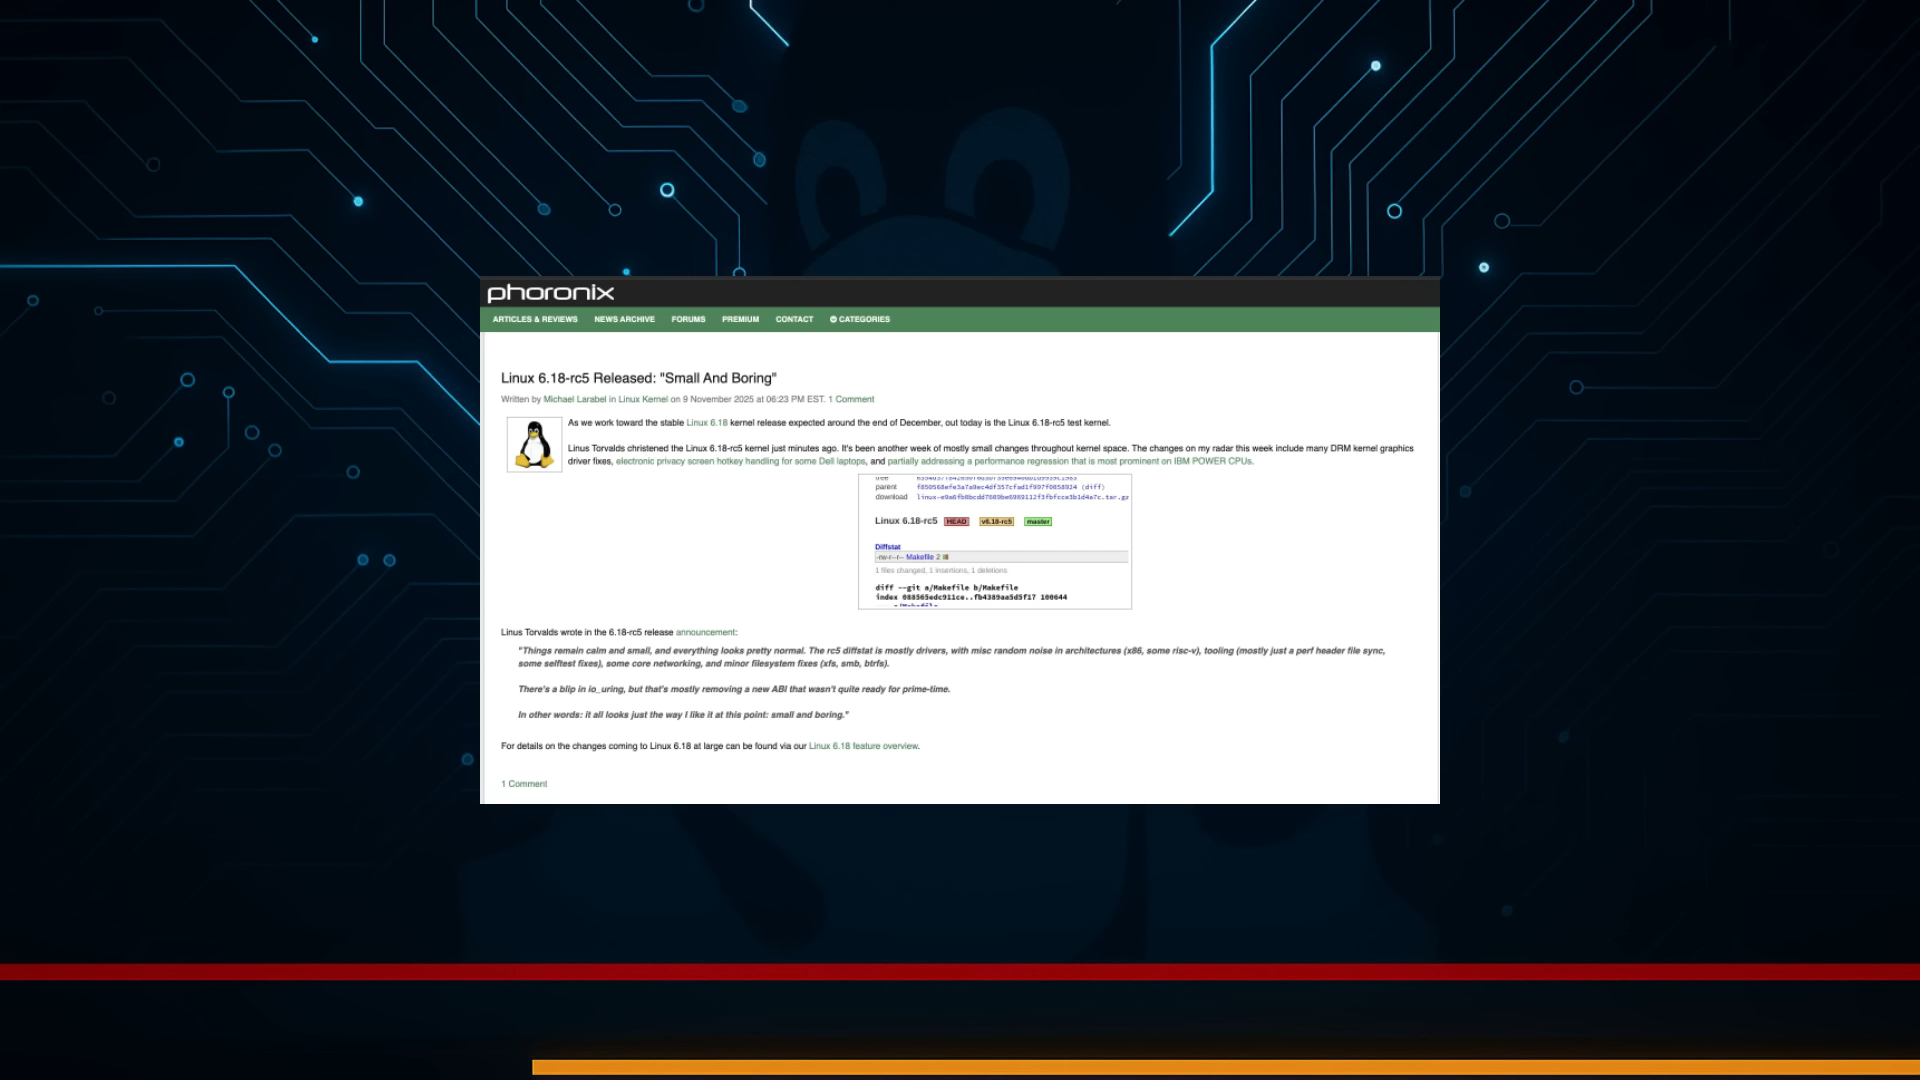 phoronix
ARTICLES & REVIEWS NEWS ARCHIVE FORUMS PREMIUM CONTACT CATEGORIES
Linux 6.18-rc5 Released: "Small And Boring"
Written by Michael Larabel in Linux Kernel on 9 November 2025 at 06:23 PM EST. 1 Comment
As we work toward the stable Linux 6.18 kernel release expected around the end of December, out today is the Linux 6.18-rc5 test kernel.
Linus Torvalds christened the Linux 6.18-rc5 kernel just minutes ago. It's been another week of mostly small changes throughout kernel space. The changes on my radar this week include many DRM kernel graphics
driver fixes, electronic privacy screen hotkey handling for some Dell laptops, and partially addressing a performance regression that is most prominent on IBM POWER CPUs.
parent
download
Linux 6.18-rc5 HEAD v6.18-rc5 master
Diffstat
-rw-r--r-- Makefile 2
1 files changed, 1 insertions, 1 deletions
diff --git a/Makefile b/Makefile
index 088565edc911ce..fb4389aa5d5f17 100644
Linus Torvalds wrote in the 6.18-rc5 release announcement:
"Things remain calm and small, and everything looks pretty normal. The rc5 diffstat is mostly drivers, with misc random noise in architectures (x86, some risc-v), tooling (mostly just a perf header file sync,
some selftest fixes), some core networking, and minor filesystem fixes (xfs, smb, btrfs).
There's a blip in io_uring, but that's mostly removing a new ABI that wasn't quite ready for prime-time.
In other words: it all looks just the way I like it at this point: small and boring."
For details on the changes coming to Linux 6.18 at large can be found via our Linux 6.18 feature overview.
1 Comment